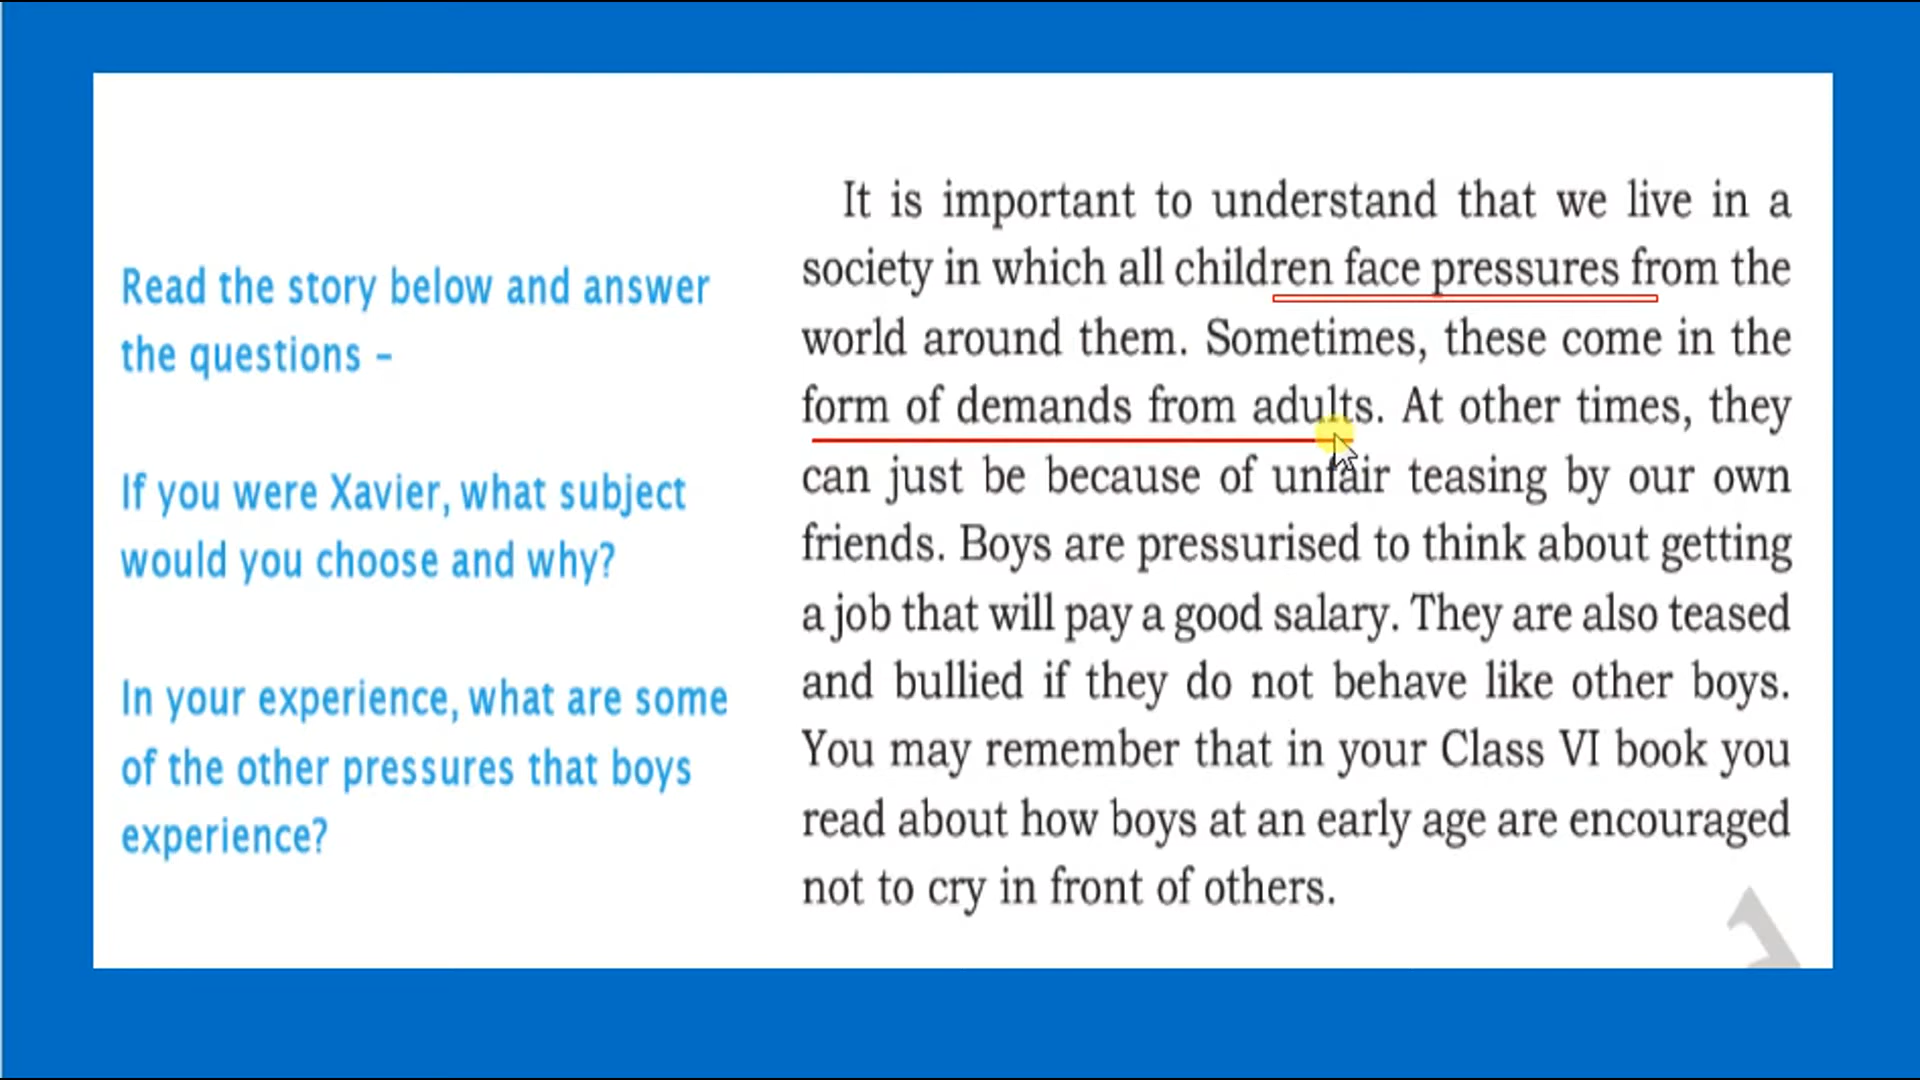 Read the story below and answer
the questions –
If you were Xavier, what subject
would you choose and why?
In your experience, what are some
of the other pressures that boys
experience?
It is important to understand that we live in a
society in which all children face pressures from the
world around them. Sometimes, these come in the
form of demands from adults. At other times, they
can just be because of unfair teasing by our own
friends. Boys are pressurised to think about getting
a job that will pay a good salary. They are also teased
and bullied if they do not behave like other boys.
You may remember that in your Class VI book you
read about how boys at an early age are encouraged
not to cry in front of others.